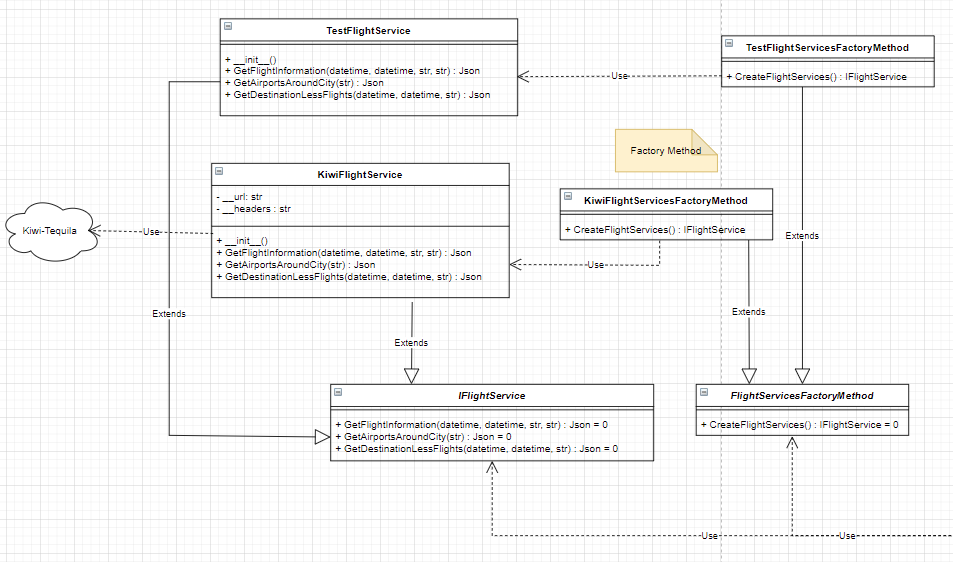 TestFlightService
+ __init__()
+ GetFlightInformation(datetime, datetime, str, str) : Json
+ GetAirportsAroundCity(str) : Json
+ GetDestinationLessFlights(datetime, datetime, str) : Json
TestFlightServicesFactoryMethod
+ CreateFlightServices() : IFlightService
Use
Factory Method
KiwiFlightService
- __url: str
- __headers : str
+ __init__()
+ GetFlightInformation(datetime, datetime, str, str) : Json
+ GetAirportsAroundCity(str) : Json
+ GetDestinationLessFlights(datetime, datetime, str) : Json
KiwiFlightServicesFactoryMethod
+ CreateFlightServices() : IFlightService
Kiwi-Tequila
Use
Use
Extends
Extends
Extends
Extends
IFlightService
+ GetFlightInformation(datetime, datetime, str, str) : Json = 0
+ GetAirportsAroundCity(str) : Json = 0
+ GetDestinationLessFlights(datetime, datetime, str) : Json = 0
FlightServicesFactoryMethod
+ CreateFlightServices() : IFlightService = 0
Use
Use